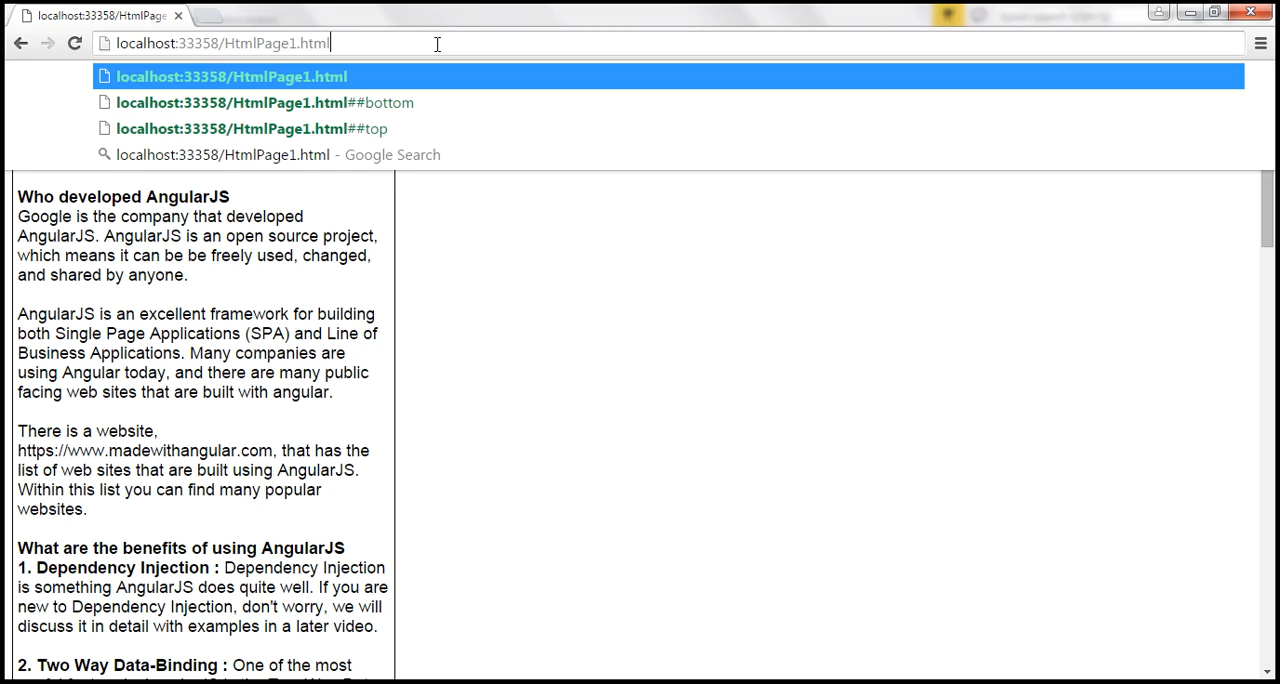 HtmlPage
localhost:33358/HtmlPage1.html
localhost:33358/HtmlPage1.html
localhost:33358/HtmlPage1.html##bottom
localhost:33358/HtmlPage1.html##top
localhost:33358/HtmlPage1.html - Google Search
Who developed AngularJS
Google is the company that developed
AngularJS. AngularJS is an open source project,
which means it can be be freely used, changed,
and shared by anyone.
AngularJS is an excellent framework for building
both Single Page Applications (SPA) and Line of
Business Applications. Many companies are
using Angular today, and there are many public
facing web sites that are built with angular.
There is a website,
https://www.madewithangular.com, that has the
list of web sites that are built using AngularJS.
Within this list you can find many popular
websites.
What are the benefits of using AngularJS
1. Dependency Injection : Dependency Injection
is something AngularJS does quite well. If you are
new to Dependency Injection, don't worry, we will
discuss it in detail with examples in a later video.
2. Two Way Data-Binding : One of the most